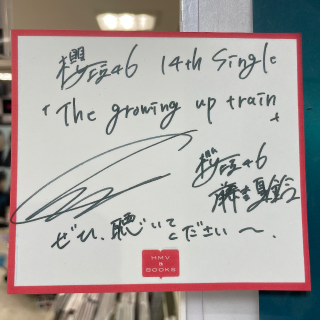 櫻坂46 14th Single
「The growing up train」
櫻坂46
藤吉夏鈴
ぜひ、聴いて
ください〜。
HMV
&
BOOKS